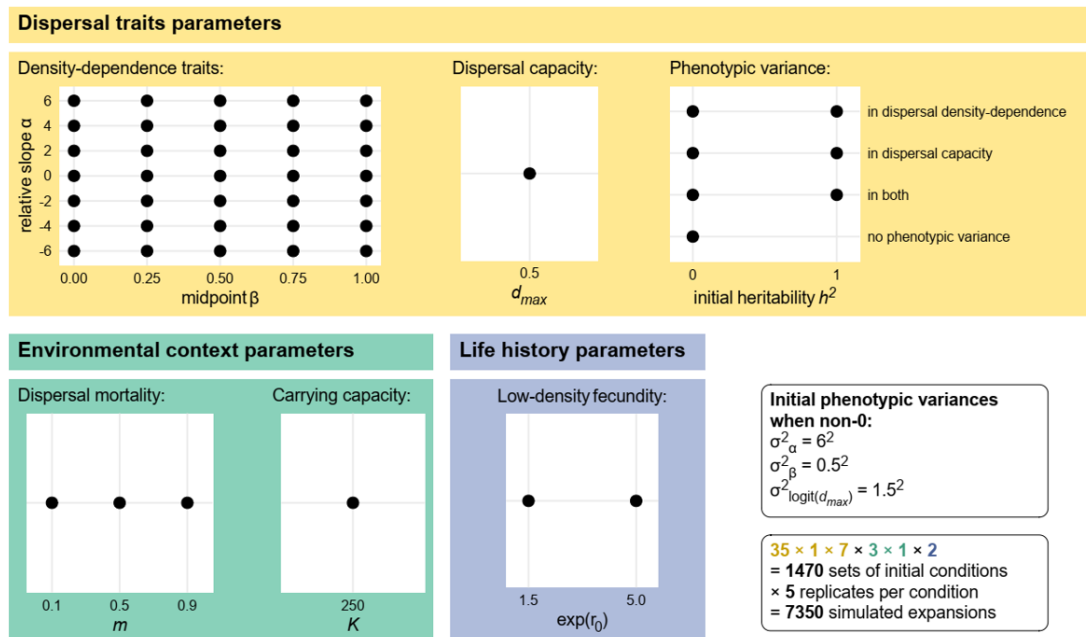 Dispersal traits parameters
Density-dependence traits:
relative slope α
6
4
2
0
-2
-4
-6
0.00 0.25 0.50 0.75 1.00
midpoint β
Dispersal capacity:
0.5
d_max
Phenotypic variance:
in dispersal density-dependence
in dispersal capacity
in both
no phenotypic variance
0 1
initial heritability h²
Environmental context parameters
Dispersal mortality:
0.1 0.5 0.9
m
Carrying capacity:
250
K
Life history parameters
Low-density fecundity:
1.5 5.0
exp(r₀)
Initial phenotypic variances
when non-0:
σ²_α = 6²
σ²_β = 0.5²
σ²_logit(d_max) = 1.5²
35 × 1 × 7 × 3 × 1 × 2
= 1470 sets of initial conditions
× 5 replicates per condition
= 7350 simulated expansions